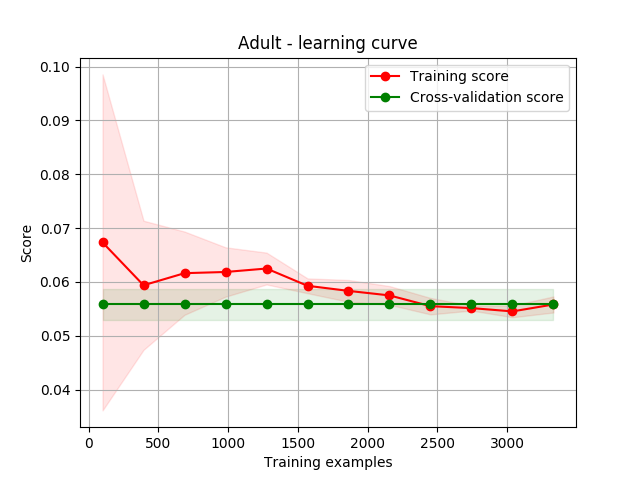 Adult - learning curve
Training score
Cross-validation score
0.10
0.09
0.08
0.07
0.06
0.05
0.04
Score
0 500 1000 1500 2000 2500 3000
Training examples